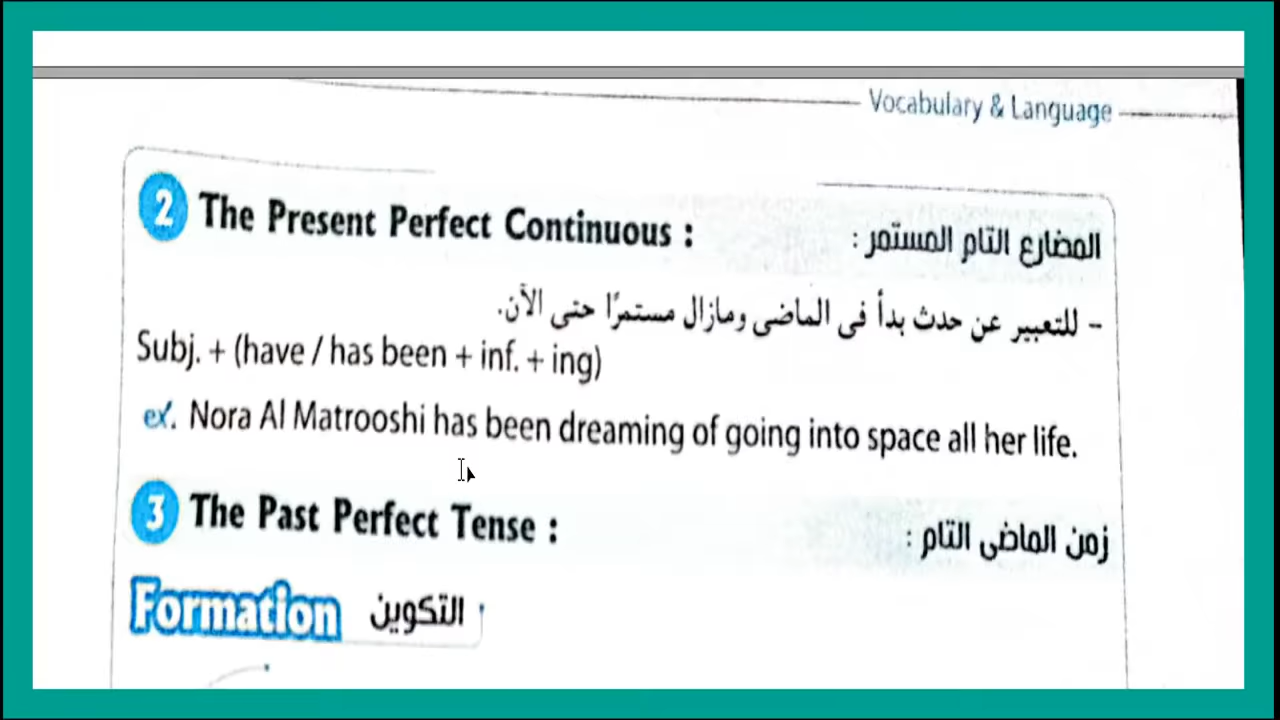 Vocabulary & Language
2 The Present Perfect Continuous : المضارع التام المستمر :
- للتعبير عن حدث بدأ فى الماضى ومازال مستمرًا حتى الآن.
Subj. + (have / has been + inf. + ing)
ex. Nora Al Matrooshi has been dreaming of going into space all her life.
3 The Past Perfect Tense : زمن الماضى التام :
Formation التكوين